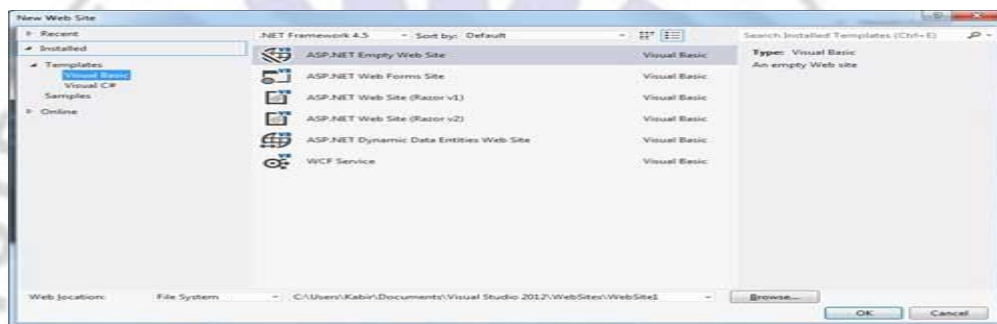 New Web Site
Recent
.NET Framework 4.5 Sort by: Default
Search Installed Templates (Ctrl+E)
Installed
Templates
Visual Basic
Visual C#
Samples
Online
ASP.NET Empty Web Site Visual Basic
ASP.NET Web Forms Site Visual Basic
ASP.NET Web Site (Razor v1) Visual Basic
ASP.NET Web Site (Razor v2) Visual Basic
ASP.NET Dynamic Data Entities Web Site Visual Basic
WCF Service Visual Basic
Type: Visual Basic
An empty Web site
Web location: File System C:\Users\Kabir\Documents\Visual Studio 2012\WebSites\WebSite1 Browse...
OK Cancel